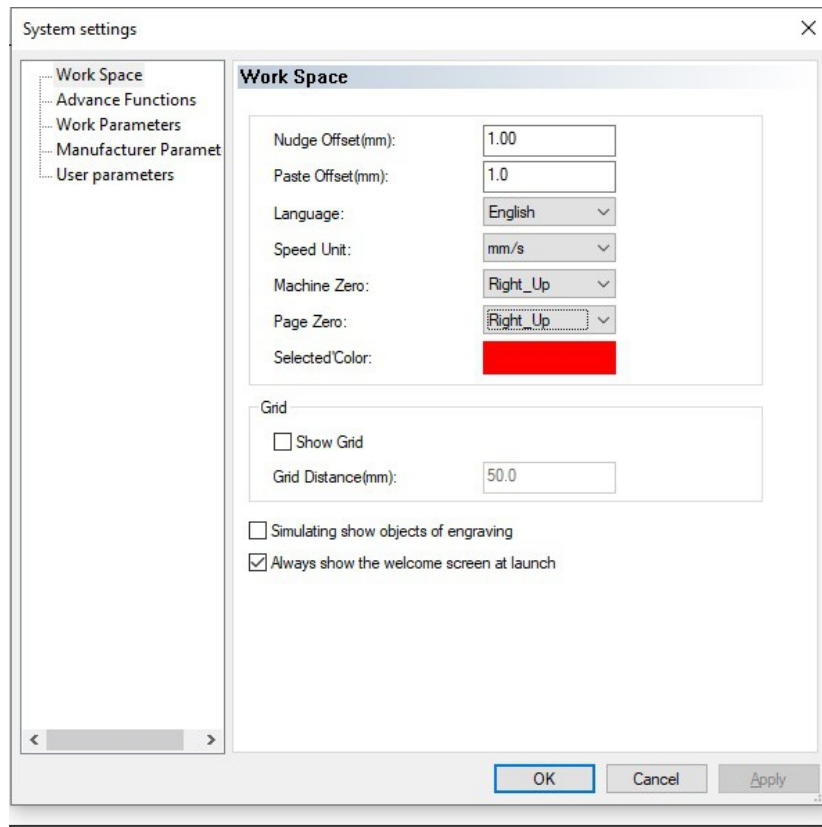 System settings
Work Space
Advance Functions
Work Parameters
Manufacturer Paramet
User parameters
Work Space
Nudge Offset(mm): 1.00
Paste Offset(mm): 1.0
Language: English
Speed Unit: mm/s
Machine Zero: Right_Up
Page Zero: Right_Up
Selected'Color:
Grid
Show Grid
Grid Distance(mm): 50.0
Simulating show objects of engraving
Always show the welcome screen at launch
OK Cancel Apply